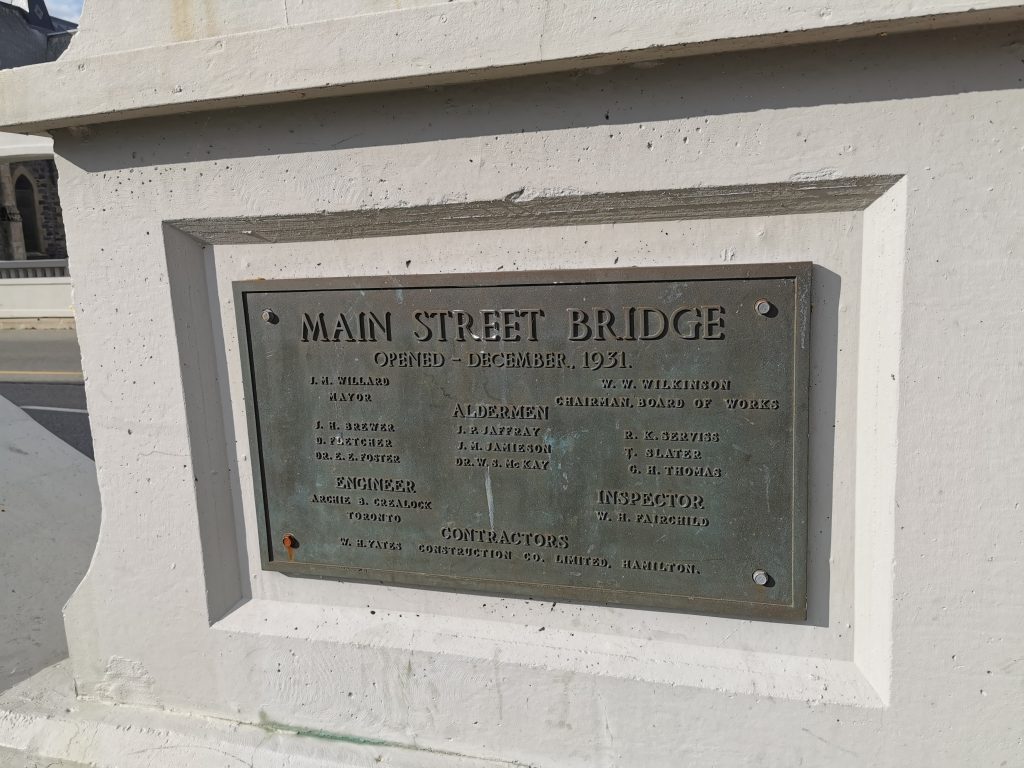 MAIN STREET BRIDGE
OPENED - DECEMBER, 1931.
J. M. WILLARD
MAYOR
W. W. WILKINSON
CHAIRMAN, BOARD OF WORKS
ALDERMEN
J. H. BREWER
D. FLETCHER
DR. E. E. FOSTER
J. P. JAFFRAY
J. M. JAMIESON
DR. W. S. MCKAY
R. K. SERVISS
T. SLATER
G. H. THOMAS
ENGINEER
ARCHIE B. CREALOCK
TORONTO
INSPECTOR
W. H. FAIRCHILD
CONTRACTORS
W. H. YATES CONSTRUCTION CO. LIMITED, HAMILTON.